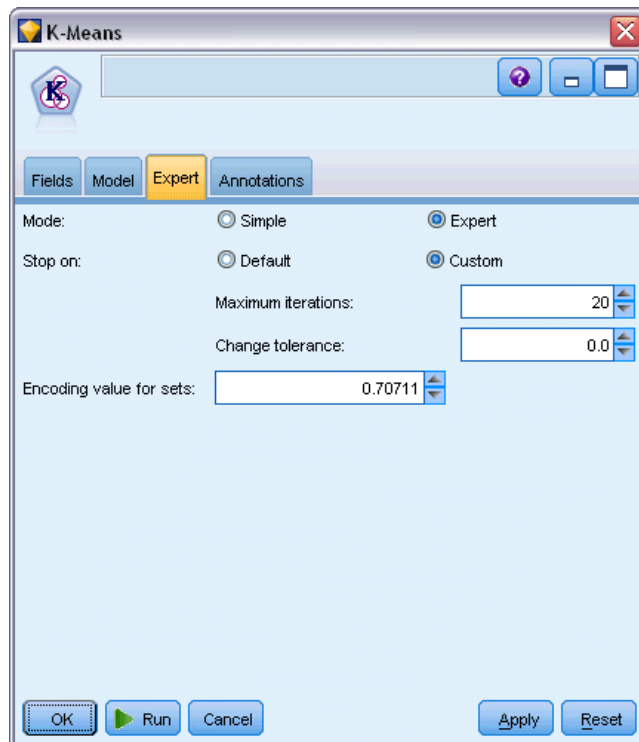 K-Means
K
Fields Model Expert Annotations
Mode: Simple Expert
Stop on: Default Custom
Maximum iterations: 20
Change tolerance: 0.0
Encoding value for sets: 0.70711
OK Run Cancel Apply Reset